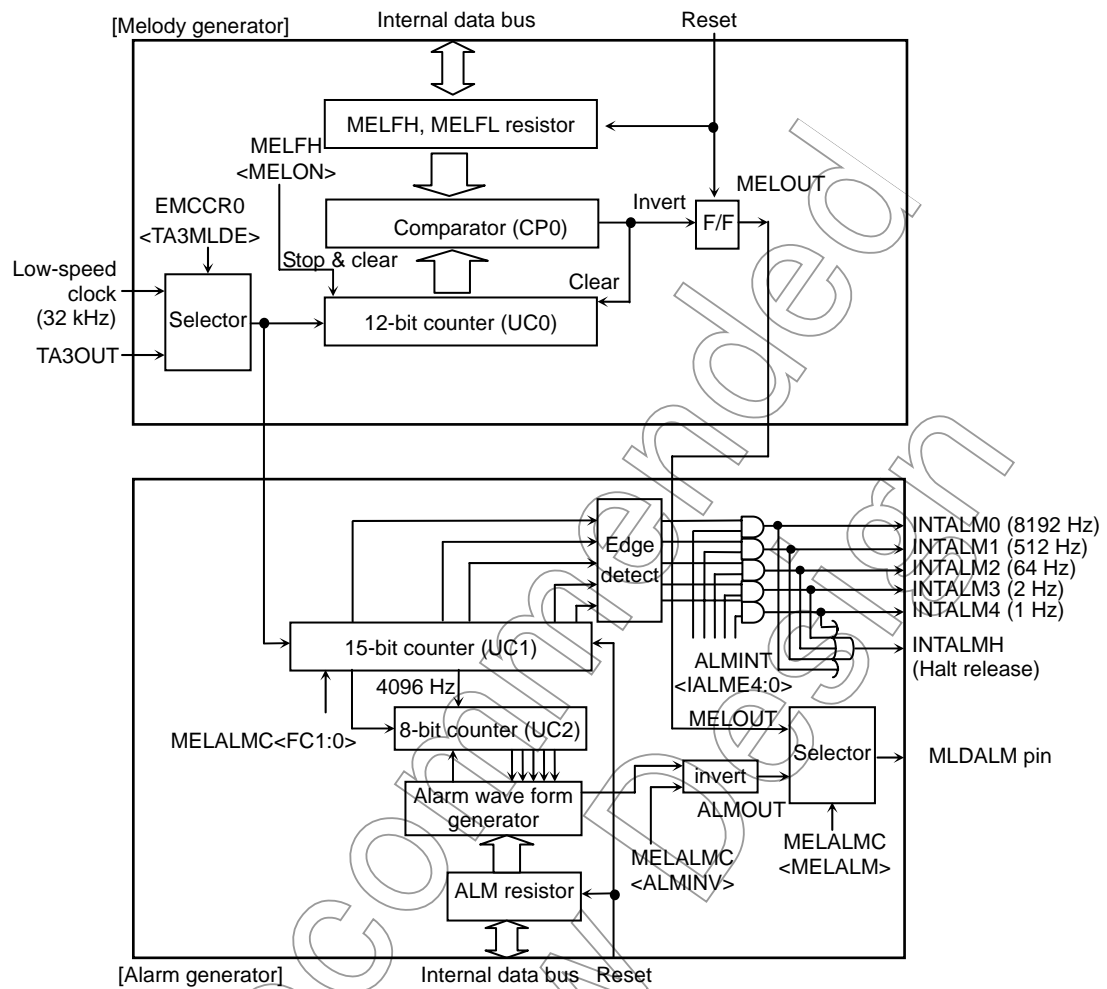 [Melody generator]
Internal data bus
Reset
MELFH, MELFL resistor
MELFH
<MELON>
MELOUT
Invert
F/F
EMCCR0
<TA3MLDE>
Comparator (CP0)
Stop & clear
Clear
Low-speed
clock
(32 kHz)
Selector
12-bit counter (UC0)
TA3OUT
Edge
detect
INTALM0 (8192 Hz)
INTALM1 (512 Hz)
INTALM2 (64 Hz)
INTALM3 (2 Hz)
INTALM4 (1 Hz)
15-bit counter (UC1)
ALMINT
<IALME4:0>
INTALMH
(Halt release)
4096 Hz
MELALMC<FC1:0>
8-bit counter (UC2)
MELOUT
Selector
MLDALM pin
invert
Alarm wave form
generator
ALMOUT
MELALMC
<ALMINV>
MELALMC
<MELALM>
ALM resistor
[Alarm generator]
Internal data bus
Reset
commended
w Design